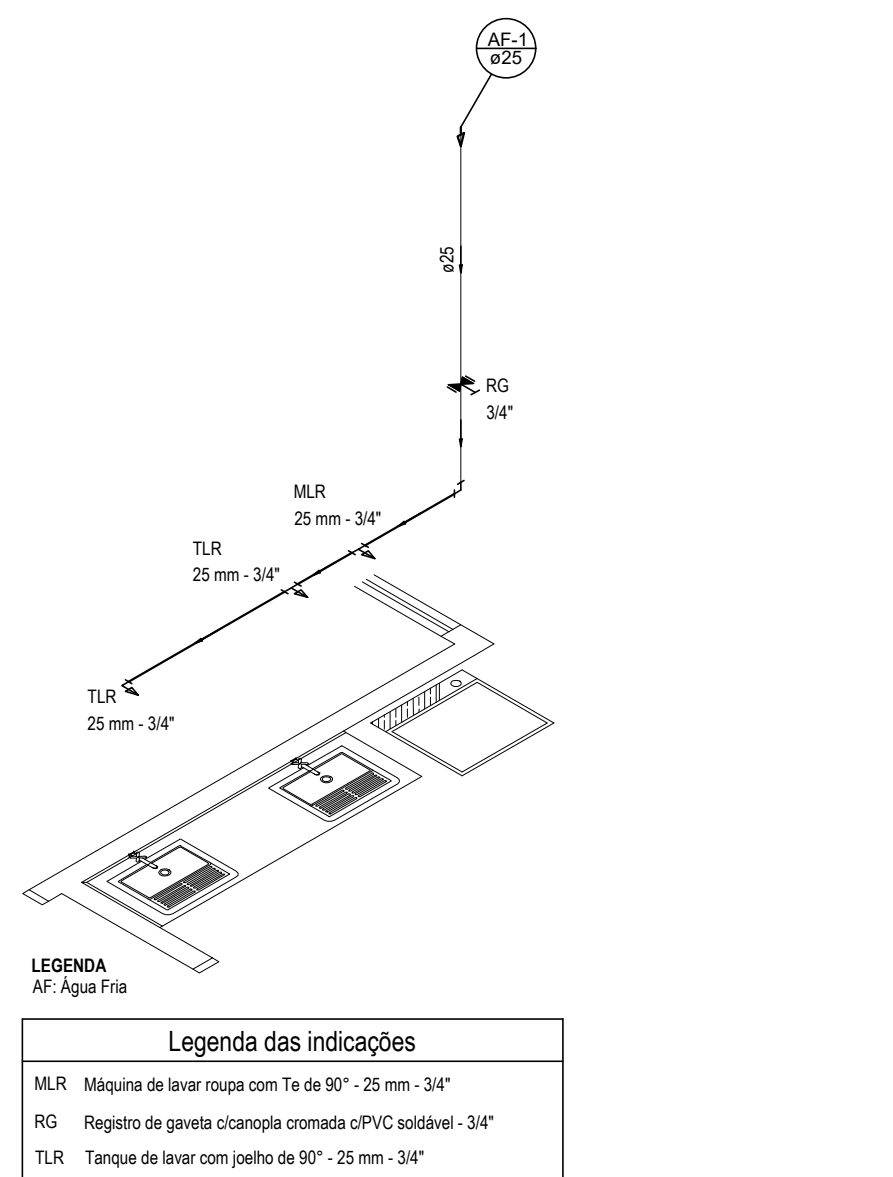 AF-1
ø25
ø25
RG
3/4"
MLR
25 mm - 3/4"
TLR
25 mm - 3/4"
TLR
25 mm - 3/4"
LEGENDA
AF: Água Fria
Legenda das indicações
MLR Máquina de lavar roupa com Te de 90° - 25 mm - 3/4"
RG Registro de gaveta c/canopla cromada c/PVC soldável - 3/4"
TLR Tanque de lavar com joelho de 90° - 25 mm - 3/4"